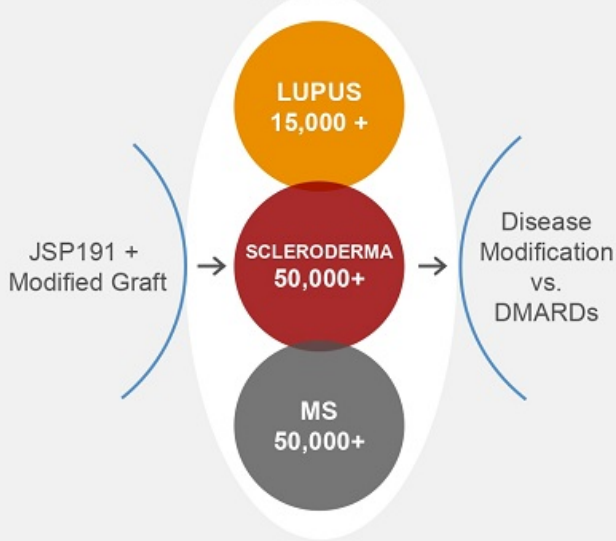 LUPUS
15,000 +
JSP191 +
Modified Graft
SCLERODERMA
50,000+
Disease
Modification
vs.
DMARDs
MS
50,000+